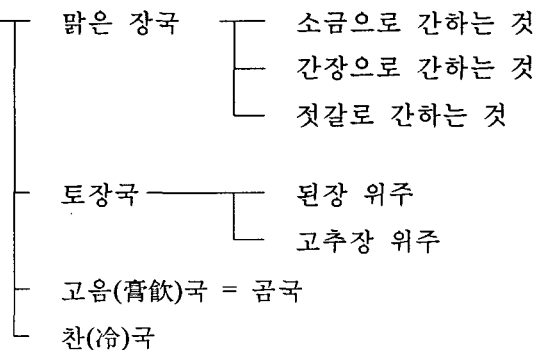 맑은 장국 소금으로 간하는 것
간장으로 간하는 것
젓갈로 간하는 것
토장국 된장 위주
고추장 위주
고음(膏飮)국 = 곰국
찬(冷)국